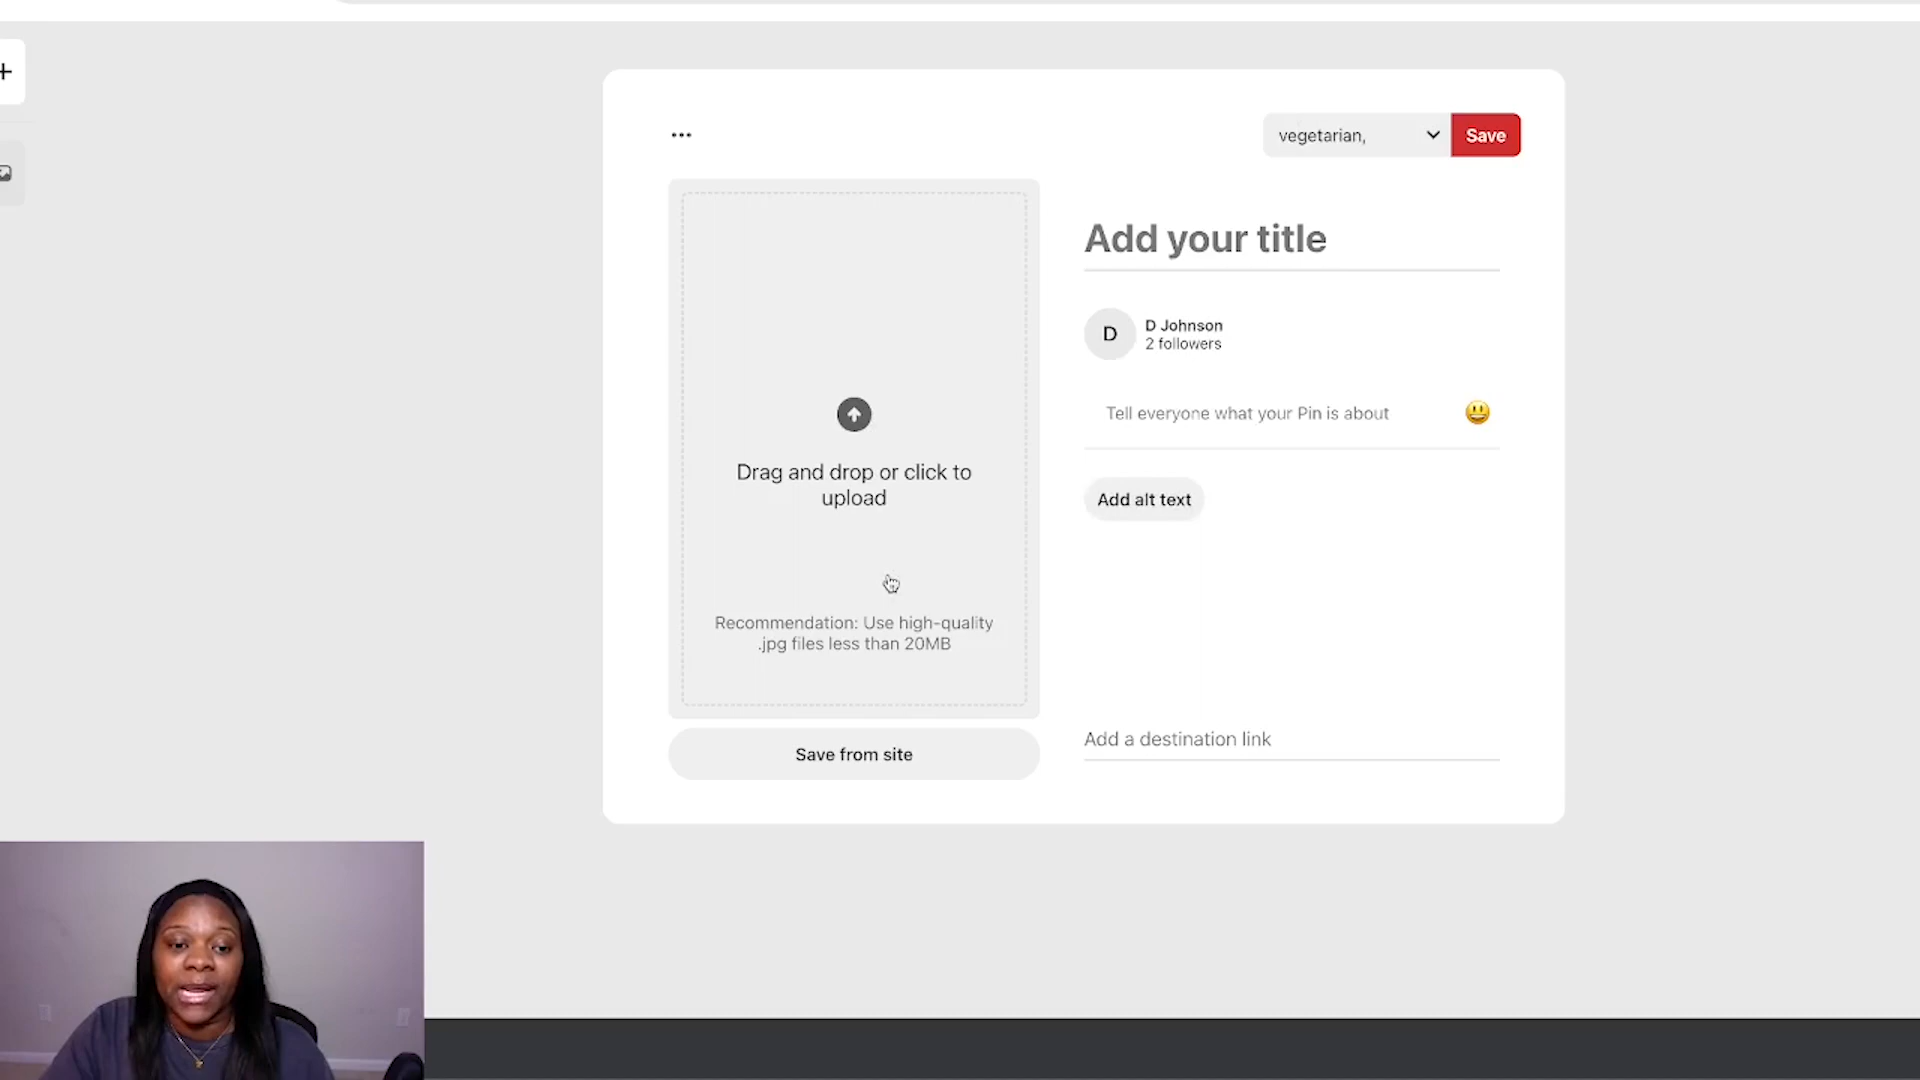 vegetarian,
Save
Add your title
D
D Johnson
2 followers
Tell everyone what your Pin is about
Add alt text
Drag and drop or click to
upload
Recommendation: Use high-quality
.jpg files less than 20MB
Save from site
Add a destination link